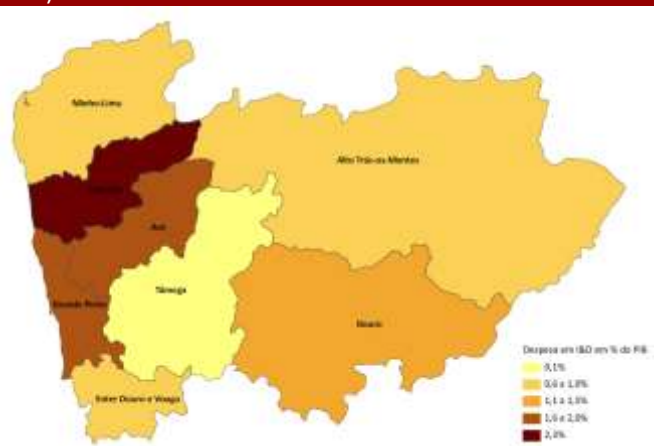 Minho-Lima
Alto Trás-os-Montes
Ave
Grande Porto
Tâmega
Douro
Entre Douro e Vouga
Despesa em I&D em % do PIB
0,1%
0,6 a 1,0%
1,1 a 1,5%
1,6 a 2,0%
2,3%